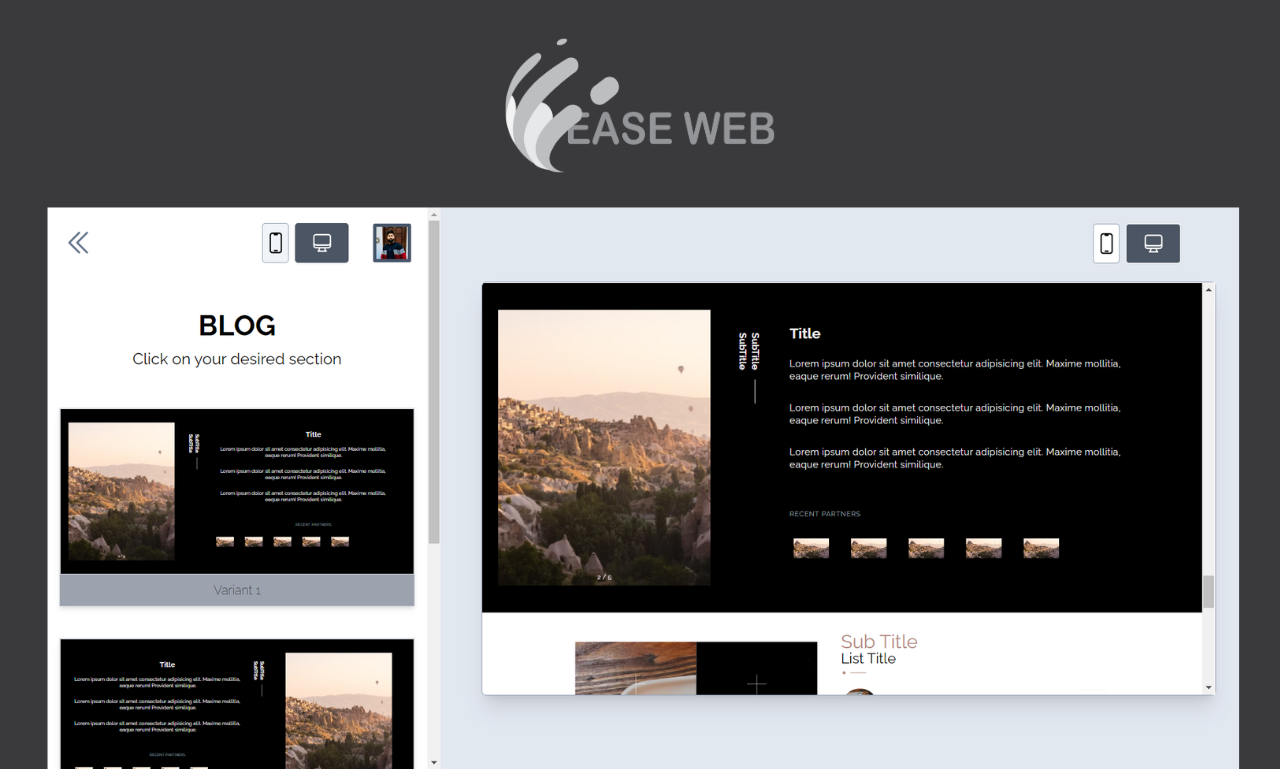 EASE WEB
BLOG
Click on your desired section
SubTitle
SubTitle
Title
Lorem ipsum dolor sit amet consectetur adipisicing elit. Maxime mollitia,
eaque rerum! Provident similique.
Lorem ipsum dolor sit amet consectetur adipisicing elit. Maxime mollitia,
eaque rerum! Provident similique.
Lorem ipsum dolor sit amet consectetur adipisicing elit. Maxime mollitia,
eaque rerum! Provident similique.
RECENT PARTNERS
Variant 1
Title
Lorem ipsum dolor sit amet consectetur adipisicing elit. Maxime mollitia,
eaque rerum! Provident similique.
Lorem ipsum dolor sit amet consectetur adipisicing elit. Maxime mollitia,
eaque rerum! Provident similique.
Lorem ipsum dolor sit amet consectetur adipisicing elit. Maxime mollitia,
eaque rerum! Provident similique.
RECENT PARTNERS
SubTitle
SubTitle
2 / 6
SubTitle
SubTitle
Title
Lorem ipsum dolor sit amet consectetur adipisicing elit. Maxime mollitia,
eaque rerum! Provident similique.
Lorem ipsum dolor sit amet consectetur adipisicing elit. Maxime mollitia,
eaque rerum! Provident similique.
Lorem ipsum dolor sit amet consectetur adipisicing elit. Maxime mollitia,
eaque rerum! Provident similique.
RECENT PARTNERS
Sub Title
List Title